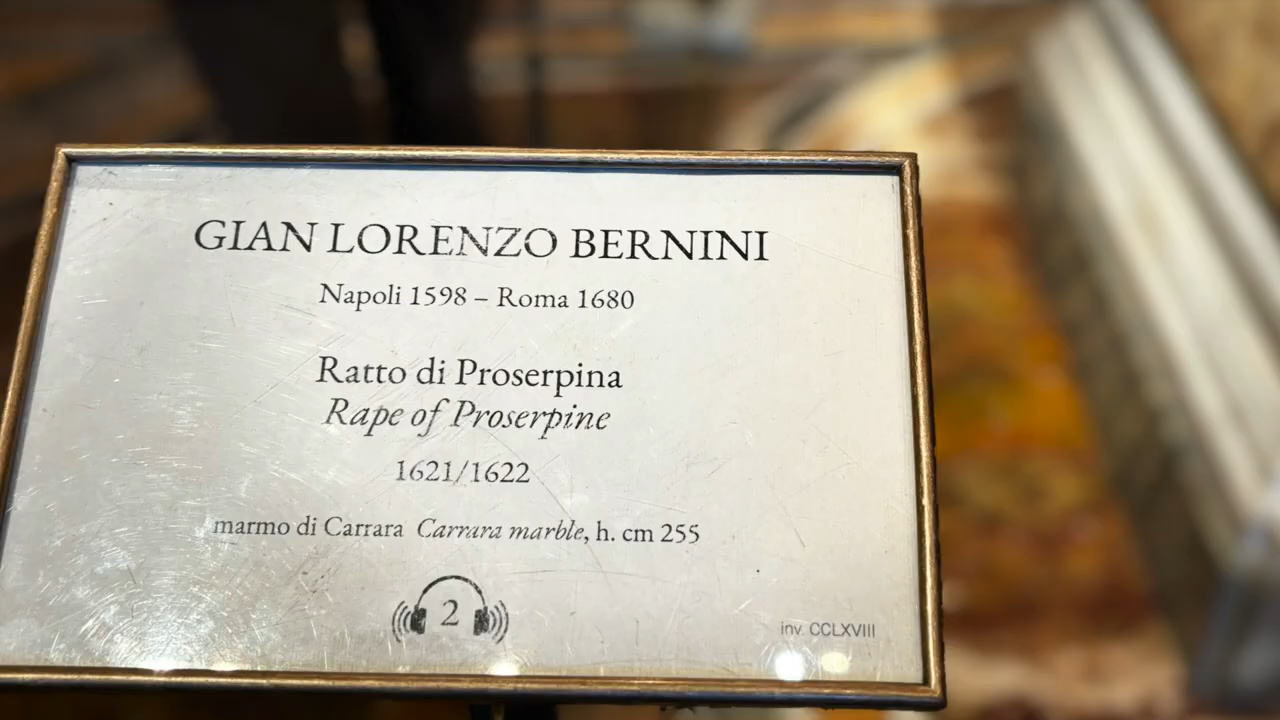 GIAN LORENZO BERNINI
Napoli 1598 – Roma 1680
Ratto di Proserpina
Rape of Proserpine
1621/1622
marmo di Carrara Carrara marble, h. cm 255
2
inv. CCLXVIII